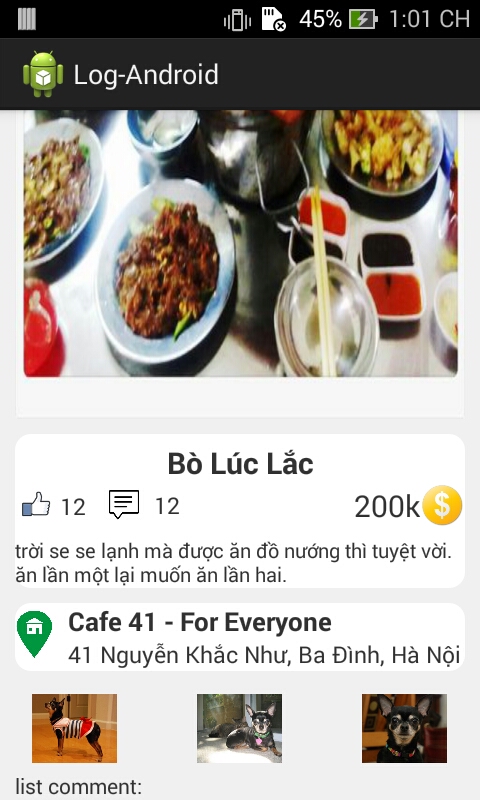 45% 1:01 CH
Log-Android
Bò Lúc Lắc
12 12 200k $
trời se se lạnh mà được ăn đồ nướng thì tuyệt vời.
ăn lần một lại muốn ăn lần hai.
Cafe 41 - For Everyone
41 Nguyễn Khắc Như, Ba Đình, Hà Nội
list comment: